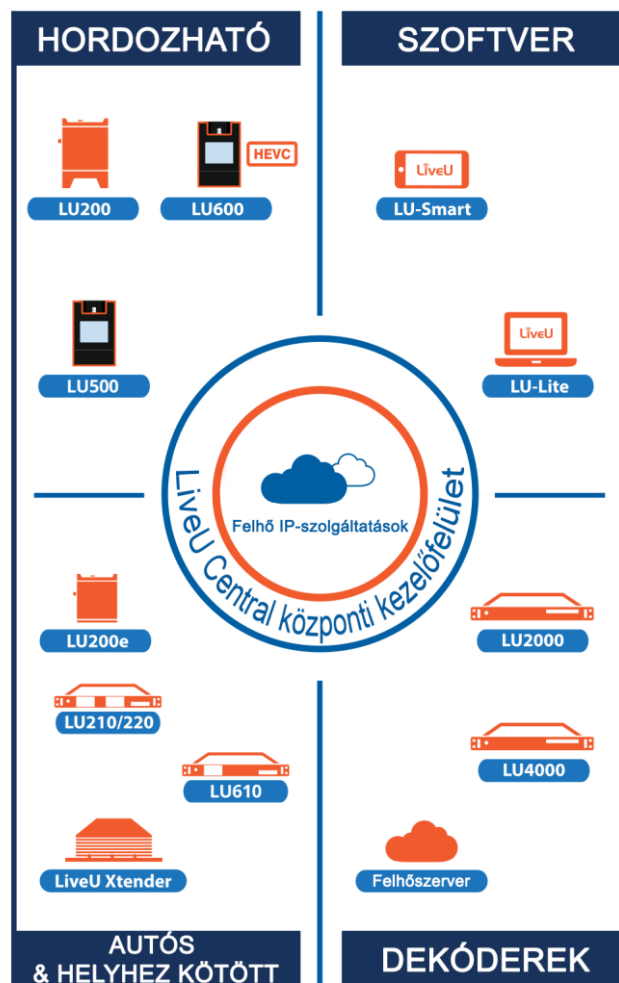 HORDOZHATÓ
SZOFTVER
HEVC
LU200
LU600
LiveU
LU-Smart
LU500
LiveU
LU-Lite
Felhő IP-szolgáltatások
LiveU Central központi kezelőfelület
LU200e
LU210/220
LU610
LiveU Xtender
LU2000
LU4000
Felhőszerver
AUTÓS
& HELYHEZ KÖTÖTT
DEKÓDEREK